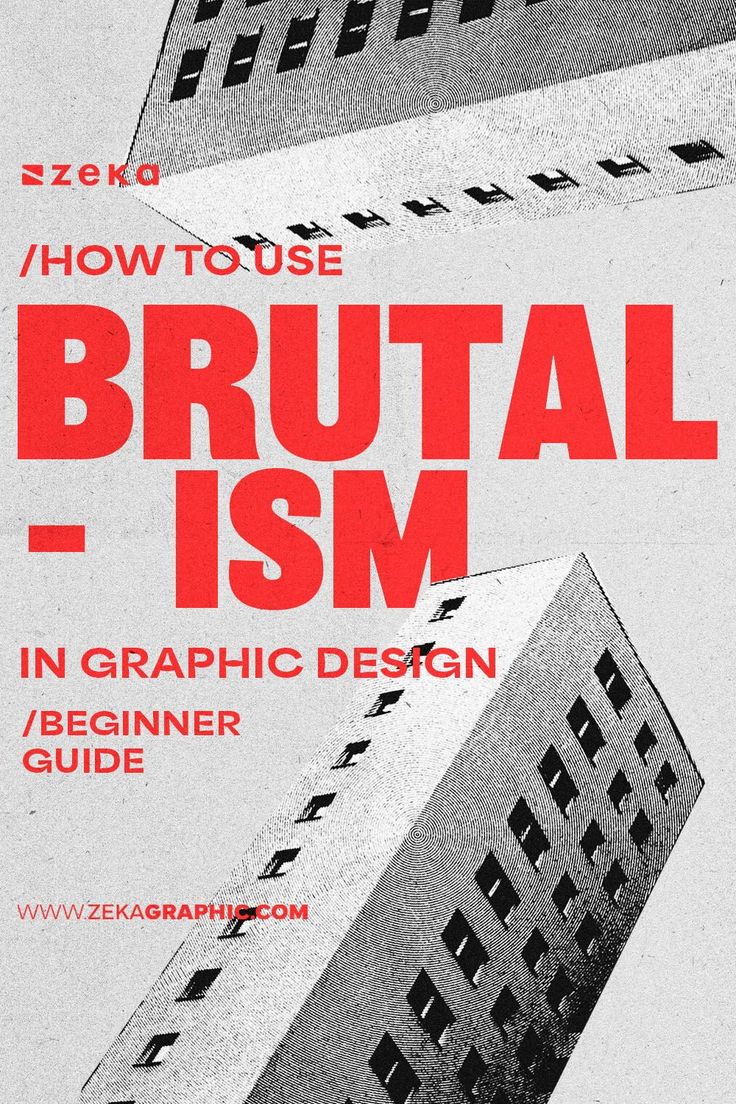 zeka
/HOW TO USE
BRUTAL
- ISM
IN GRAPHIC DESIGN
/BEGINNER
GUIDE
WWW.ZEKAGRAPHIC.COM